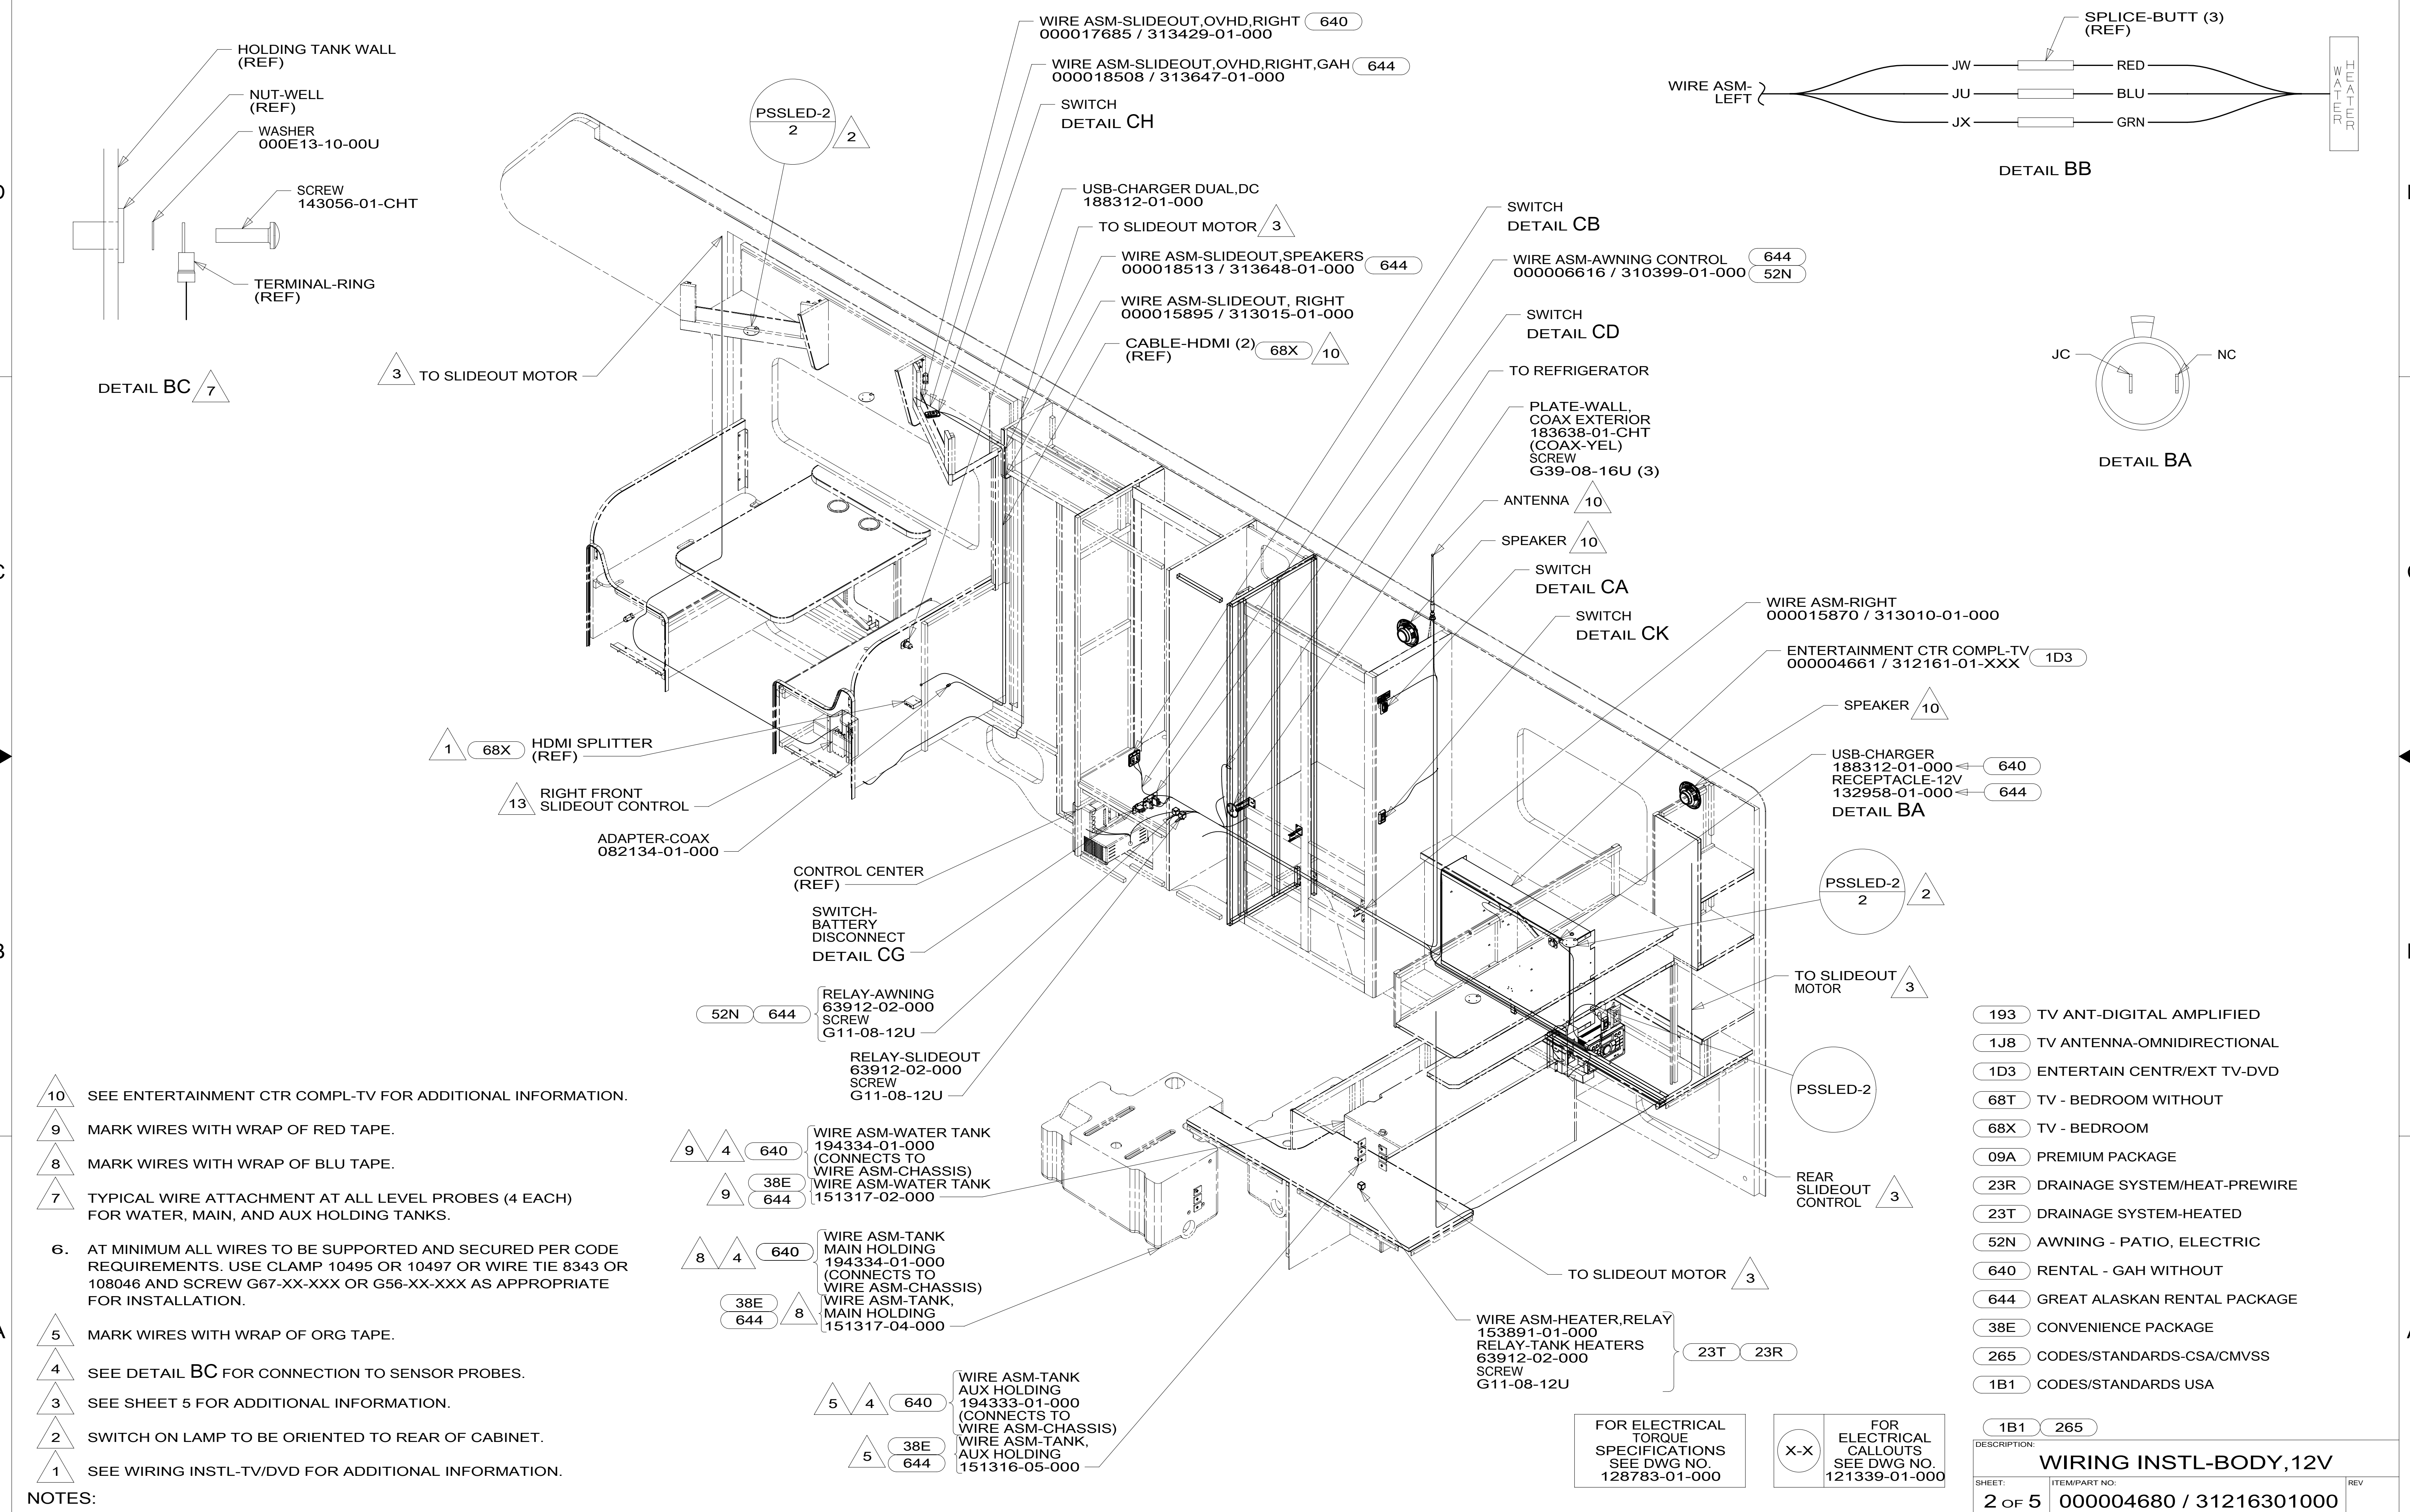 HOLDING TANK WALL
(REF)
NUT-WELL
(REF)
WASHER
000E13-10-00U
SCREW
143056-01-CHT
TERMINAL-RING
(REF)
DETAIL BC 7
WIRE ASM-SLIDEOUT,OVHD,RIGHT 640
000017685 / 313429-01-000
WIRE ASM-SLIDEOUT,OVHD,RIGHT,GAH 644
000018508 / 313647-01-000
SWITCH
DETAIL CH
PSSLED-2
2
2
USB-CHARGER DUAL,DC
188312-01-000
TO SLIDEOUT MOTOR 3
WIRE ASM-SLIDEOUT,SPEAKERS
000018513 / 313648-01-000 644
WIRE ASM-SLIDEOUT, RIGHT
000015895 / 313015-01-000
CABLE-HDMI (2) 68X 10
(REF)
3 TO SLIDEOUT MOTOR
SPLICE-BUTT (3)
(REF)
WIRE ASM-
LEFT
JW RED
JU BLU
JX GRN
WATER
HEATER
DETAIL BB
SWITCH
DETAIL CB
WIRE ASM-AWNING CONTROL 644
000006616 / 310399-01-000 52N
SWITCH
DETAIL CD
TO REFRIGERATOR
PLATE-WALL,
COAX EXTERIOR
183638-01-CHT
(COAX-YEL)
SCREW
G39-08-16U (3)
JC NC
DETAIL BA
ANTENNA 10
SPEAKER 10
SWITCH
DETAIL CA
SWITCH
DETAIL CK
WIRE ASM-RIGHT
000015870 / 313010-01-000
ENTERTAINMENT CTR COMPL-TV 1D3
000004661 / 312161-01-XXX
SPEAKER 10
USB-CHARGER
188312-01-000 640
RECEPTACLE-12V
132958-01-000 644
DETAIL BA
PSSLED-2
2
2
TO SLIDEOUT
MOTOR 3
PSSLED-2
REAR
SLIDEOUT
CONTROL 3
1 68X HDMI SPLITTER
(REF)
13 RIGHT FRONT
SLIDEOUT CONTROL
ADAPTER-COAX
082134-01-000
CONTROL CENTER
(REF)
SWITCH-
BATTERY
DISCONNECT
DETAIL CG
52N 644
RELAY-AWNING
63912-02-000
SCREW
G11-08-12U
RELAY-SLIDEOUT
63912-02-000
SCREW
G11-08-12U
9 4 640
WIRE ASM-WATER TANK
194334-01-000
(CONNECTS TO
WIRE ASM-CHASSIS)
9 38E 644
WIRE ASM-WATER TANK
151317-02-000
8 4 640
WIRE ASM-TANK
MAIN HOLDING
194334-01-000
(CONNECTS TO
WIRE ASM-CHASSIS)
38E 644 8
WIRE ASM-TANK,
MAIN HOLDING
151317-04-000
5 4 640
WIRE ASM-TANK
AUX HOLDING
194333-01-000
(CONNECTS TO
WIRE ASM-CHASSIS)
5 38E 644
WIRE ASM-TANK,
AUX HOLDING
151316-05-000
TO SLIDEOUT MOTOR 3
WIRE ASM-HEATER,RELAY
153891-01-000
RELAY-TANK HEATERS
63912-02-000
SCREW
G11-08-12U
23T 23R
10 SEE ENTERTAINMENT CTR COMPL-TV FOR ADDITIONAL INFORMATION.
9 MARK WIRES WITH WRAP OF RED TAPE.
8 MARK WIRES WITH WRAP OF BLU TAPE.
7 TYPICAL WIRE ATTACHMENT AT ALL LEVEL PROBES (4 EACH)
FOR WATER, MAIN, AND AUX HOLDING TANKS.
6. AT MINIMUM ALL WIRES TO BE SUPPORTED AND SECURED PER CODE
REQUIREMENTS. USE CLAMP 10495 OR 10497 OR WIRE TIE 8343 OR
108046 AND SCREW G67-XX-XXX OR G56-XX-XXX AS APPROPRIATE
FOR INSTALLATION.
5 MARK WIRES WITH WRAP OF ORG TAPE.
4 SEE DETAIL BC FOR CONNECTION TO SENSOR PROBES.
3 SEE SHEET 5 FOR ADDITIONAL INFORMATION.
2 SWITCH ON LAMP TO BE ORIENTED TO REAR OF CABINET.
1 SEE WIRING INSTL-TV/DVD FOR ADDITIONAL INFORMATION.
NOTES:
193 TV ANT-DIGITAL AMPLIFIED
1J8 TV ANTENNA-OMNIDIRECTIONAL
1D3 ENTERTAIN CENTR/EXT TV-DVD
68T TV - BEDROOM WITHOUT
68X TV - BEDROOM
09A PREMIUM PACKAGE
23R DRAINAGE SYSTEM/HEAT-PREWIRE
23T DRAINAGE SYSTEM-HEATED
52N AWNING - PATIO, ELECTRIC
640 RENTAL - GAH WITHOUT
644 GREAT ALASKAN RENTAL PACKAGE
38E CONVENIENCE PACKAGE
265 CODES/STANDARDS-CSA/CMVSS
1B1 CODES/STANDARDS USA
1B1 265
FOR ELECTRICAL
TORQUE
SPECIFICATIONS
SEE DWG NO.
128783-01-000
X-X
FOR
ELECTRICAL
CALLOUTS
SEE DWG NO.
121339-01-000
DESCRIPTION:
WIRING INSTL-BODY,12V
SHEET: ITEM/PART NO: REV
2 OF 5 000004680 / 31216301000